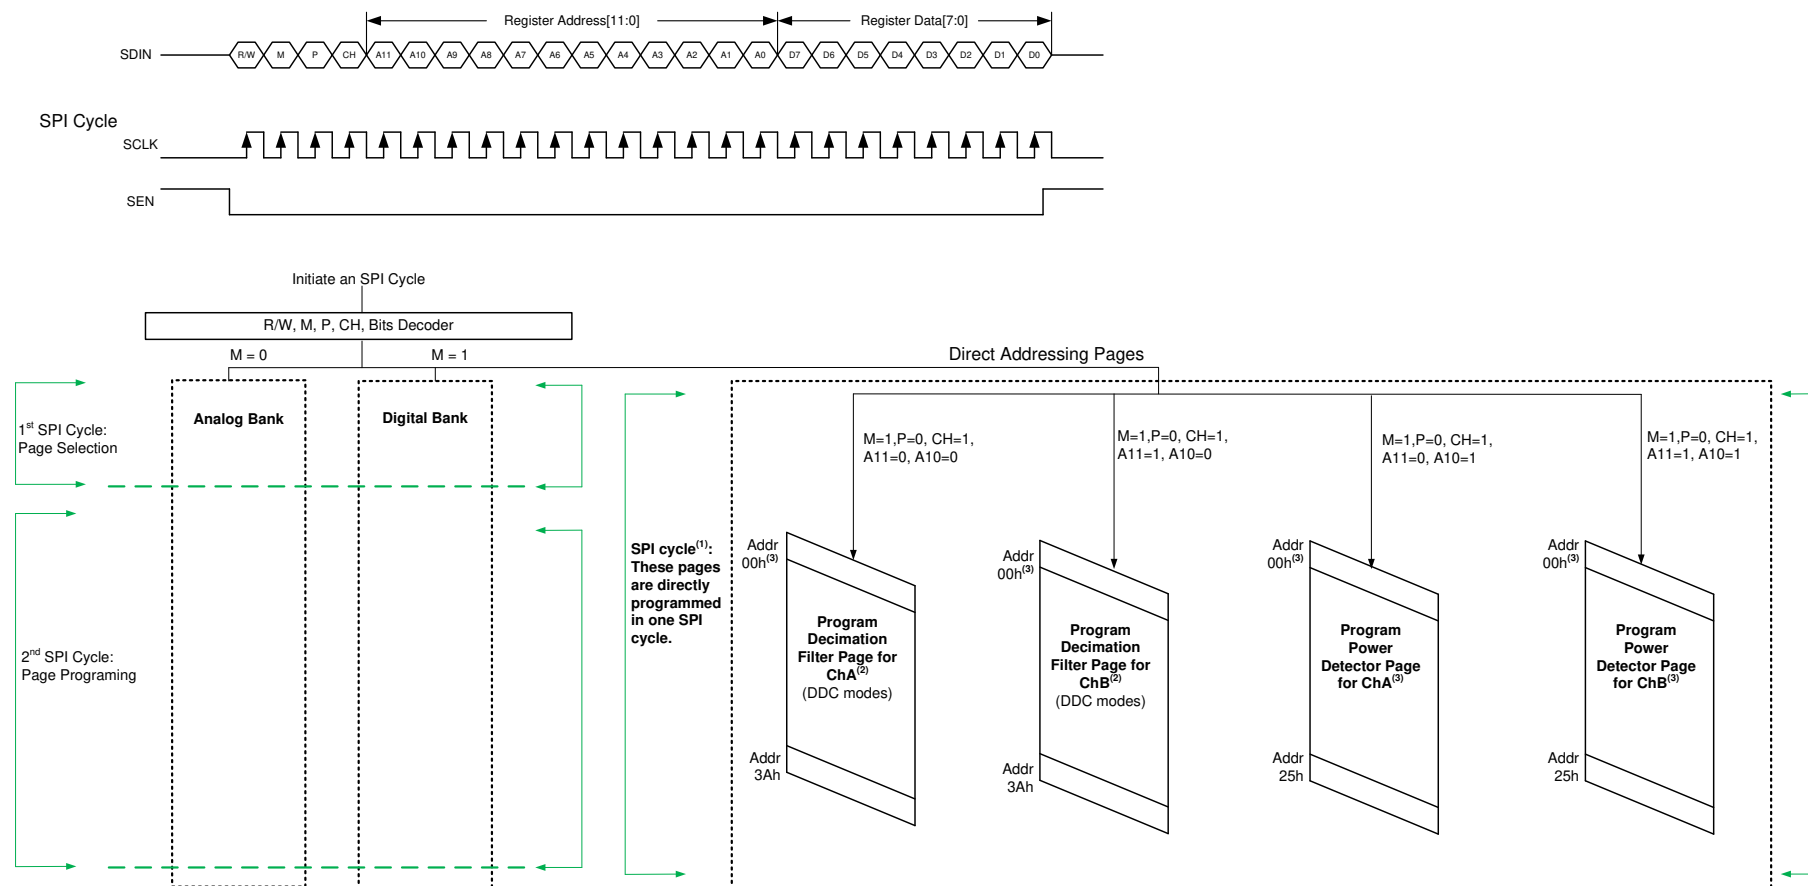 Register Address[11:0] Register Data[7:0]
SDIN R/W M P CH A11 A10 A9 A8 A7 A6 A5 A4 A3 A2 A1 A0 D7 D6 D5 D4 D3 D2 D1 D0
SPI Cycle
SCLK
SEN
Initiate an SPI Cycle
R/W, M, P, CH, Bits Decoder
M = 0 M = 1
Direct Addressing Pages
Analog Bank
Digital Bank
1st SPI Cycle:
Page Selection
2nd SPI Cycle:
Page Programing
SPI cycle(1):
These pages
are directly
programmed
in one SPI
cycle.
M=1,P=0, CH=1,
A11=0, A10=0
M=1,P=0, CH=1,
A11=1, A10=0
M=1,P=0, CH=1,
A11=0, A10=1
M=1,P=0, CH=1,
A11=1, A10=1
Addr
00h(3)
Program
Decimation
Filter Page for
ChA(2)
(DDC modes)
Addr
3Ah
Addr
00h(3)
Program
Decimation
Filter Page for
ChB(2)
(DDC modes)
Addr
3Ah
Addr
00h(3)
Program
Power
Detector Page
for ChA(3)
Addr
25h
Addr
00h(3)
Program
Power
Detector Page
for ChB(3)
Addr
25h